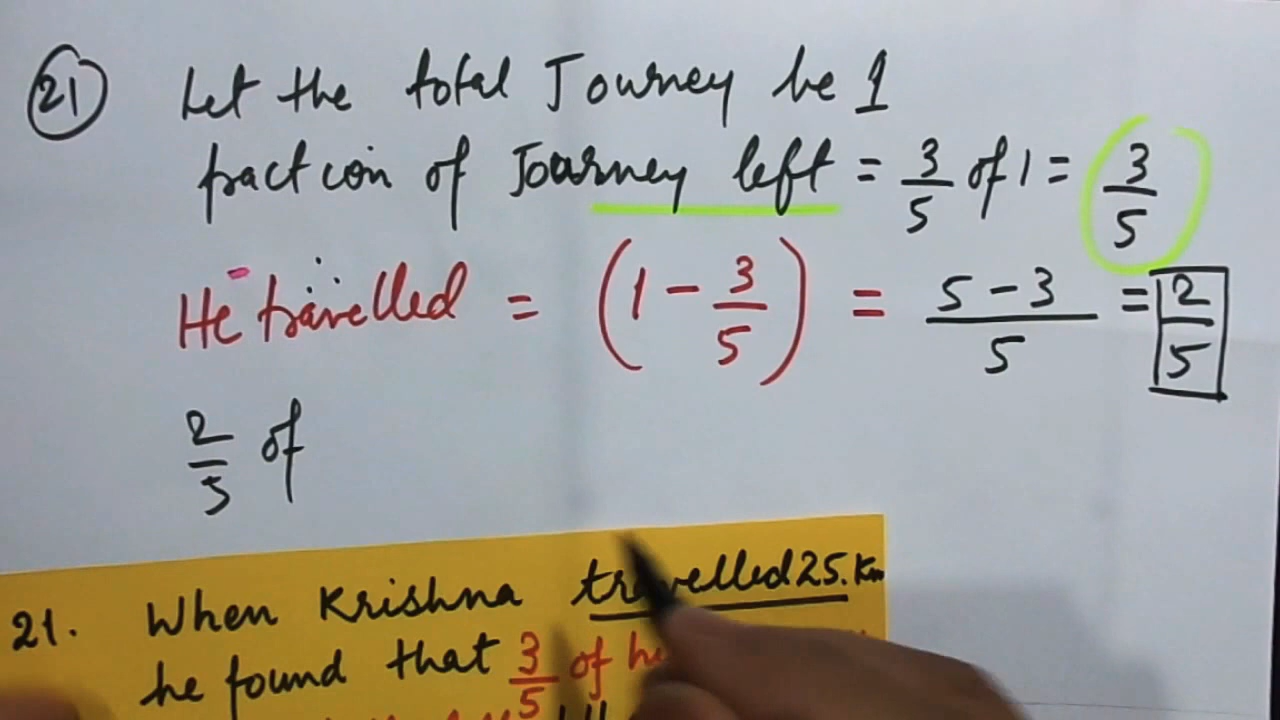 21 Let the total Journey be 1
fraction of Journey left = 3/5 of 1 = 3/5
He travelled = (1 - 3/5) = 5-3/5 = 2/5
2/5 of
21. When Krishna travelled 25. Km
he found that 3/5 of